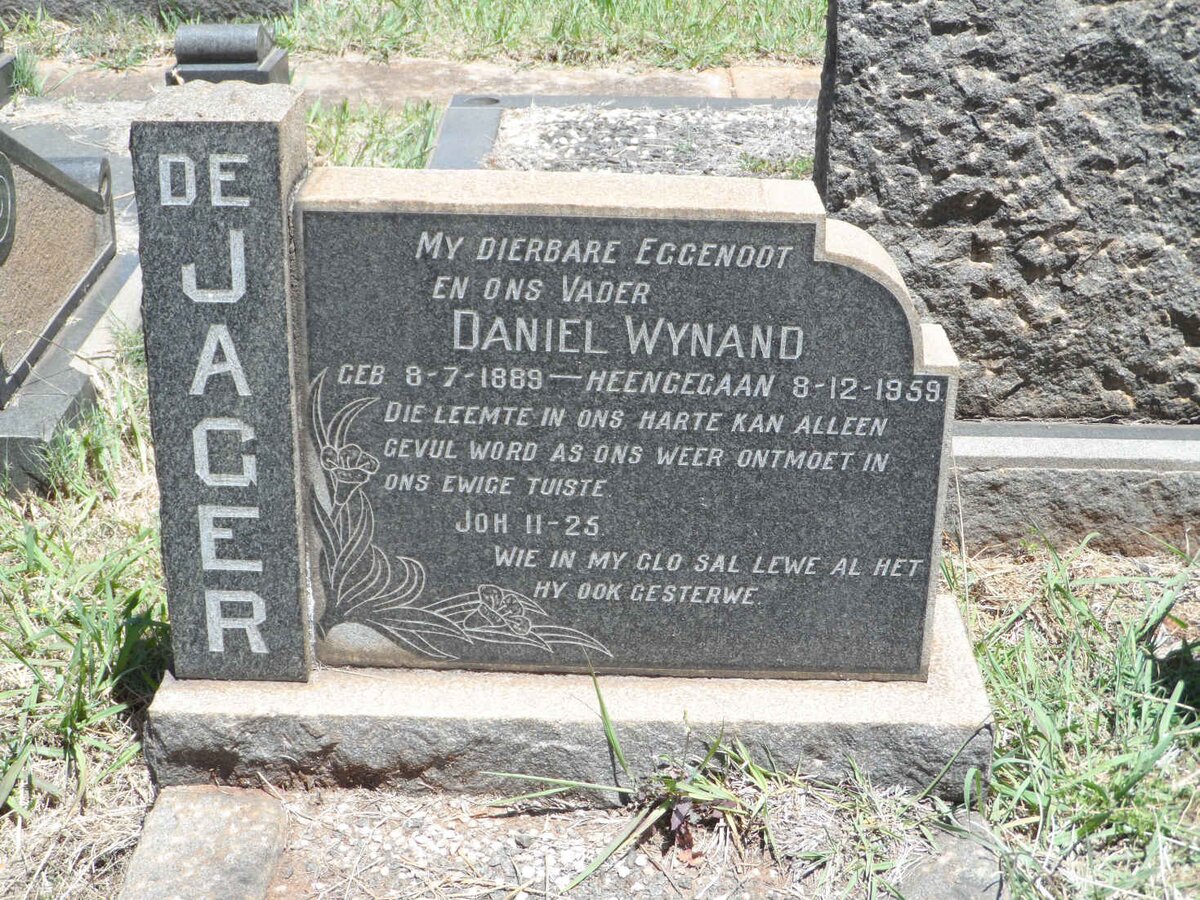 DE
JAGER
MY DIERBARE EGGENOOT
EN ONS VADER
DANIEL WYNAND
GEB 8-7-1889 — HEENGEGAAN 8-12-1959.
DIE LEEMTE IN ONS HARTE KAN ALLEEN
GEVUL WORD AS ONS WEER ONTMOET IN
ONS EWIGE TUISTE.
JOH 11-25.
WIE IN MY GLO SAL LEWE AL HET
HY OOK GESTERWE.